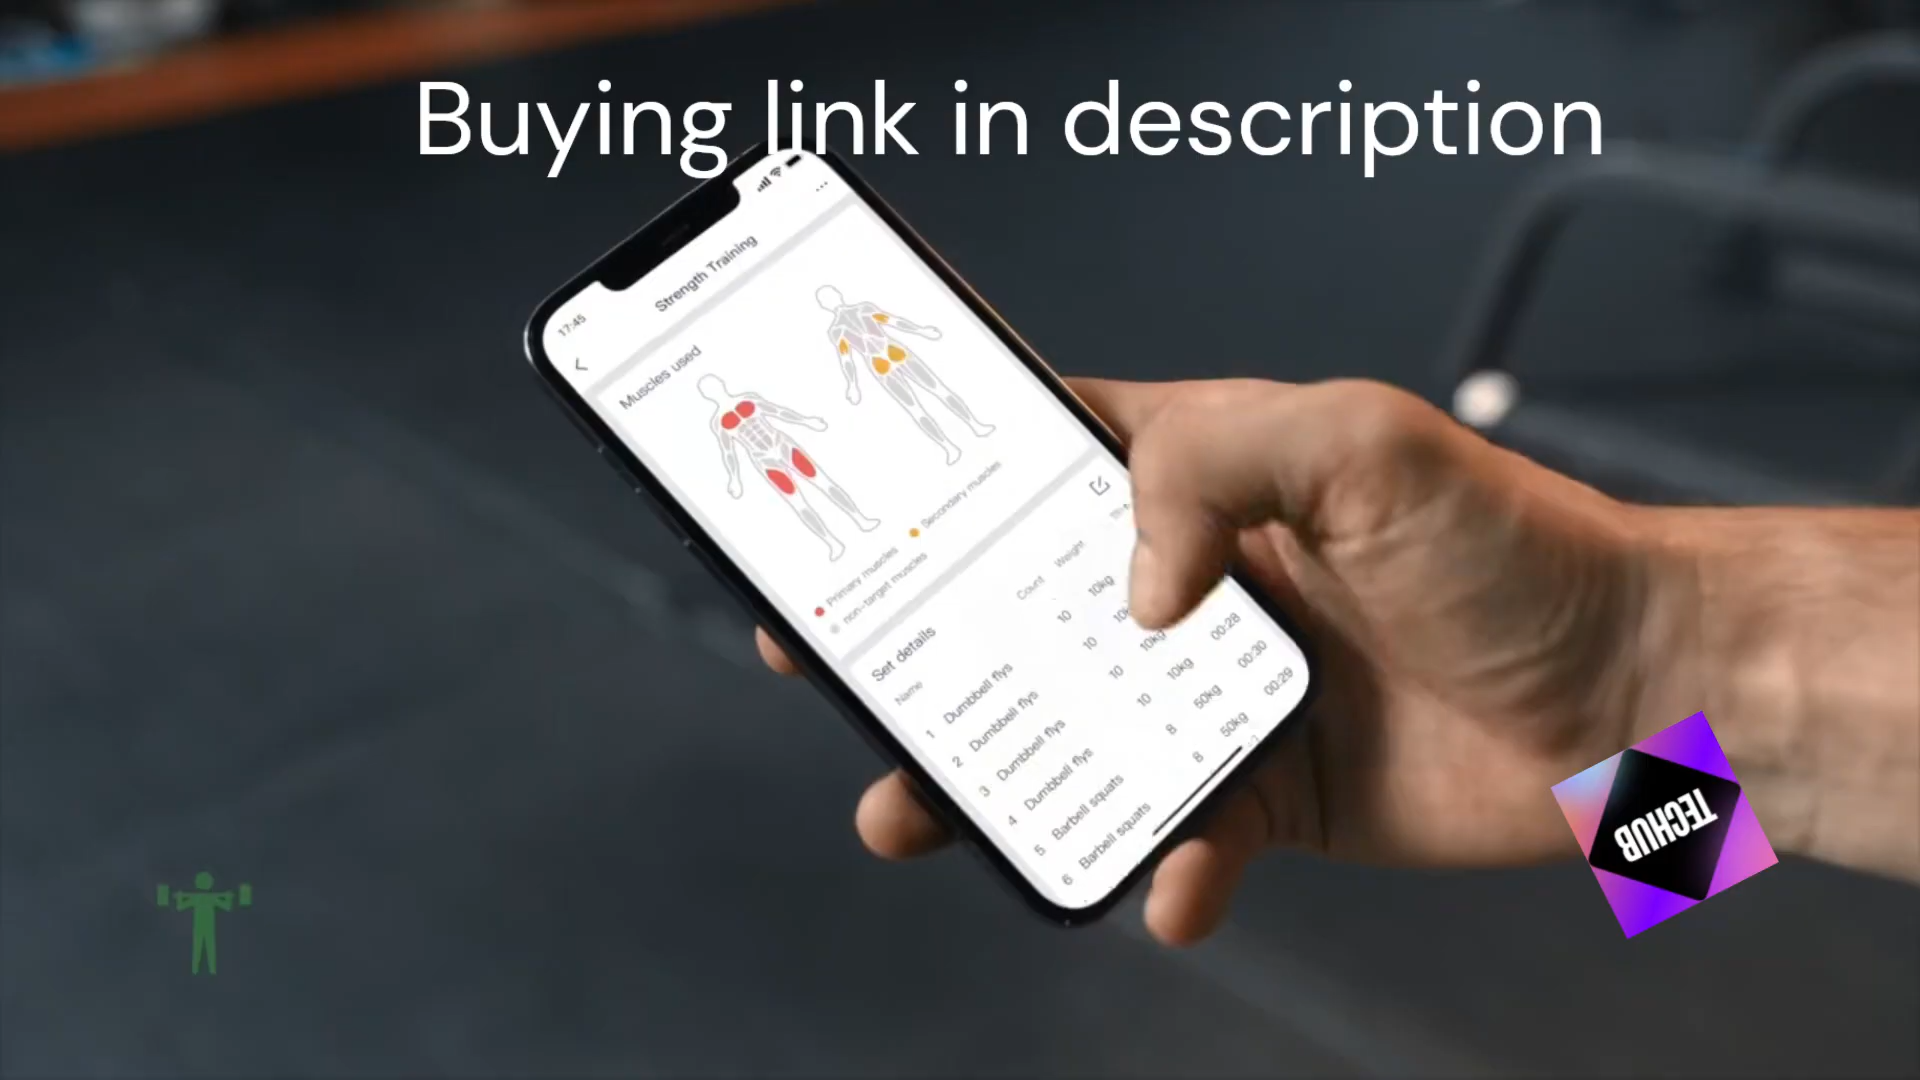 Buying link in description
17:45
Strength Training
Muscles used
Primary muscles
Secondary muscles
non-target muscles
Set details
Name Count Weight
1 Dumbbell flys 10 10kg
2 Dumbbell flys 10
3 Dumbbell flys 10 10kg 00:28
4 Dumbbell flys 10 10kg 00:30
5 Barbell squats 8 50kg 00:29
6 Barbell squats 8 50kg
TECHUB